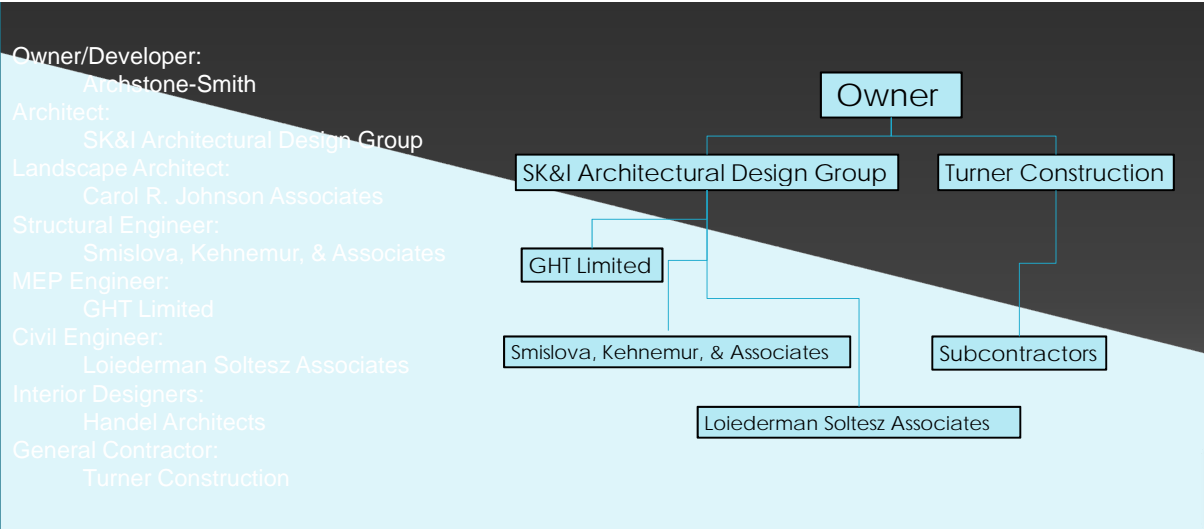 Owner/Developer:
Archstone-Smith
Architect:
SK&I Architectural Design Group
Landscape Architect:
Carol R. Johnson Associates
Structural Engineer:
Smislova, Kehnemur, & Associates
MEP Engineer:
GHT Limited
Civil Engineer:
Loiederman Soltesz Associates
Interior Designers:
Handel Architects
General Contractor:
Turner Construction
Owner
SK&I Architectural Design Group
Turner Construction
GHT Limited
Smislova, Kehnemur, & Associates
Subcontractors
Loiederman Soltesz Associates